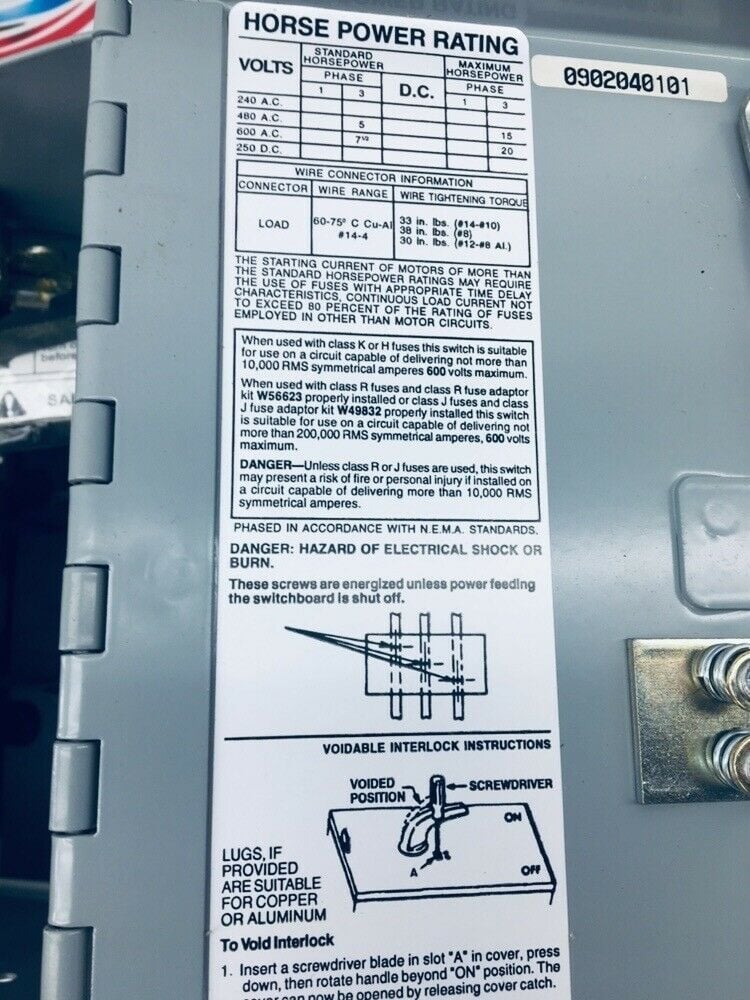 HORSE POWER RATING
VOLTS
STANDARD
HORSEPOWER
PHASE
1 3
D.C.
MAXIMUM
HORSEPOWER
PHASE
1 3
240 A.C.
480 A.C. 5 15
600 A.C. 7 1/2 20
250 D.C.
WIRE CONNECTOR INFORMATION
CONNECTOR WIRE RANGE WIRE TIGHTENING TORQUE
LOAD
60-75° C Cu-Al
#14-4
33 in. lbs. (#14-#10)
38 in. lbs. (#8)
30 in. lbs. (#12-#8 Al.)
THE STARTING CURRENT OF MOTORS OF MORE THAN
THE STANDARD HORSEPOWER RATINGS MAY REQUIRE
THE USE OF FUSES WITH APPROPRIATE TIME DELAY
CHARACTERISTICS, CONTINUOUS LOAD CURRENT NOT
TO EXCEED 80 PERCENT OF THE RATING OF FUSES
EMPLOYED IN OTHER THAN MOTOR CIRCUITS.
When used with class K or H fuses this switch is suitable
for use on a circuit capable of delivering not more than
10,000 RMS symmetrical amperes 600 volts maximum.
When used with class R fuses and class R fuse adaptor
kit W56623 properly installed or class J fuses and class
J fuse adaptor kit W49832 properly installed this switch
is suitable for use on a circuit capable of delivering not
more than 200,000 RMS symmetrical amperes, 600 volts
maximum.
DANGER—Unless class R or J fuses are used, this switch
may present a risk of fire or personal injury if installed on
a circuit capable of delivering more than 10,000 RMS
symmetrical amperes.
PHASED IN ACCORDANCE WITH N.E.M.A. STANDARDS.
DANGER: HAZARD OF ELECTRICAL SHOCK OR
BURN.
These screws are energized unless power feeding
the switchboard is shut off.
VOIDABLE INTERLOCK INSTRUCTIONS
VOIDED
POSITION
SCREWDRIVER
ON
A
OFF
LUGS, IF
PROVIDED
ARE SUITABLE
FOR COPPER
OR ALUMINUM
To Void Interlock
1. Insert a screwdriver blade in slot "A" in cover, press
down, then rotate handle beyond "ON" position. The
cover can now be opened by releasing cover catch.
0902040101
before
SA